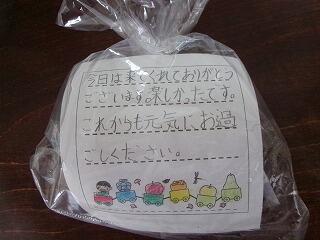 今日は来てくれてありがとう
ございます。楽しかったです。
これからも元気に お過
ごしください。